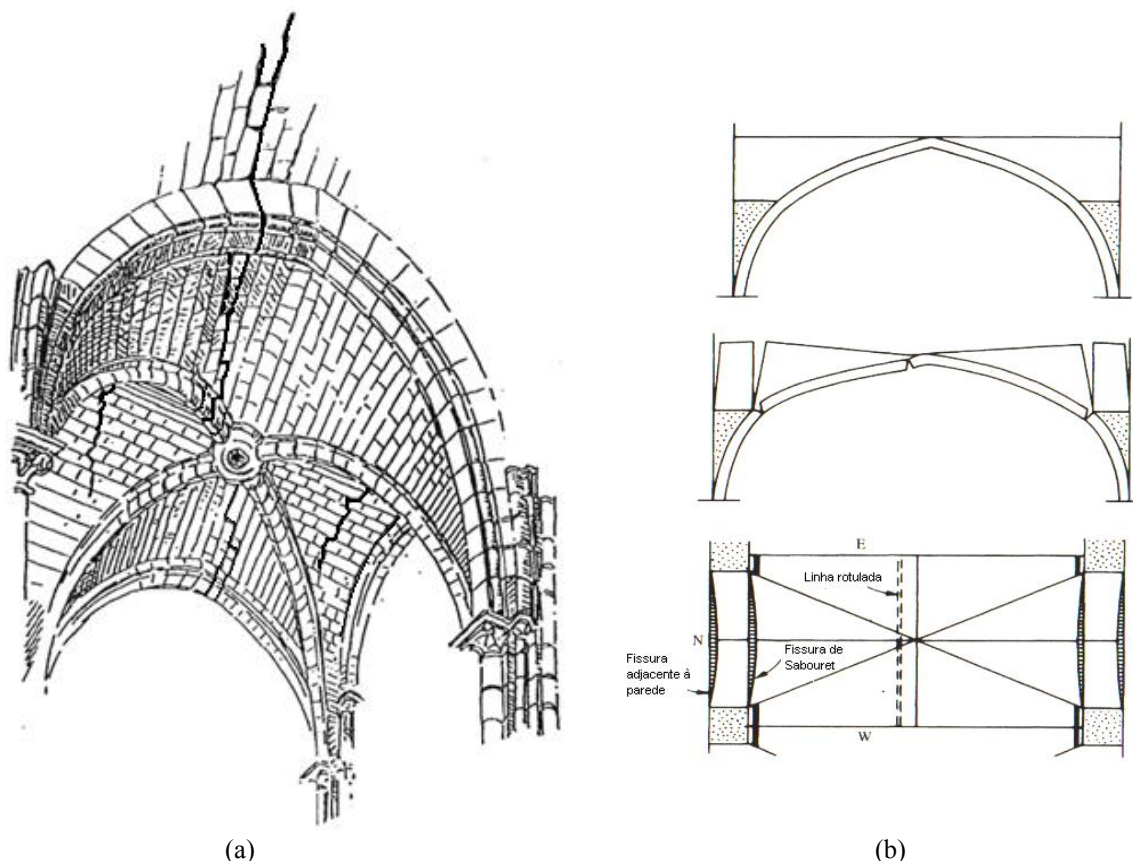 E
Linha rotulada
N
Fissura de
Sabouret
Fissura
adjacente à
parede
W
(a)
(b)